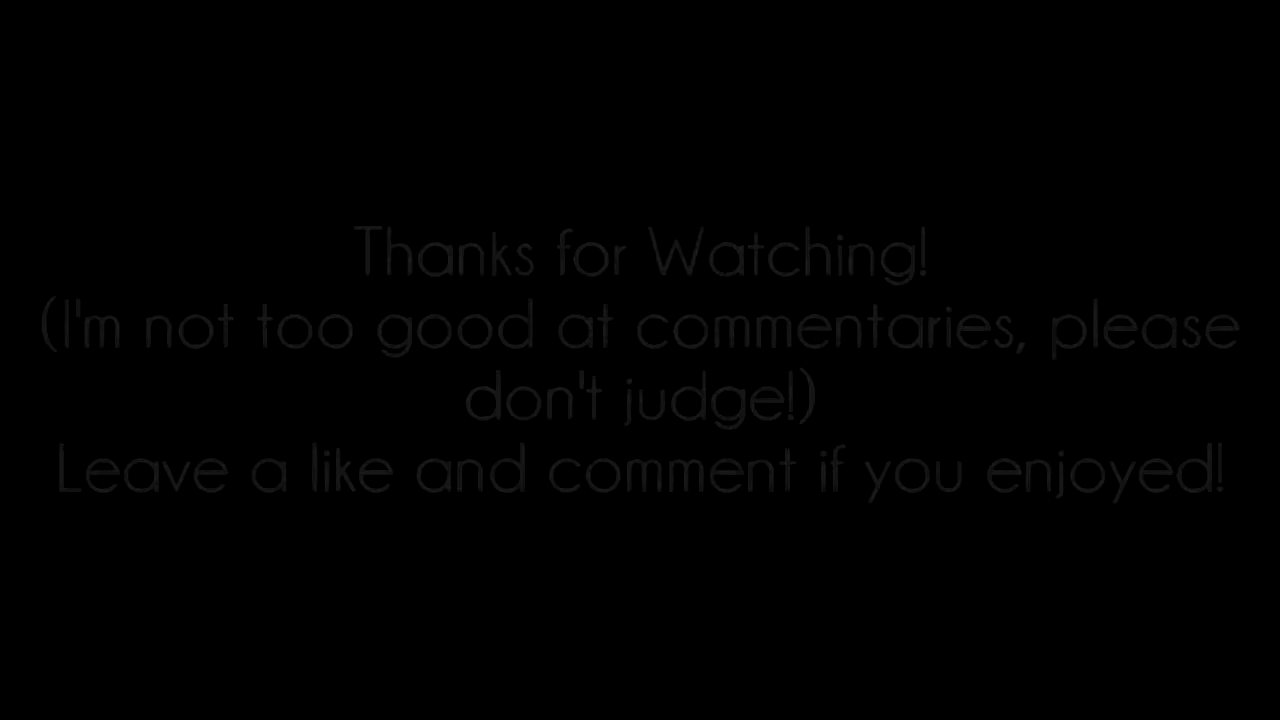 Thanks for Watching!
(I'm not too good at commentaries, please
don't judge!)
Leave a like and comment if you enjoyed!